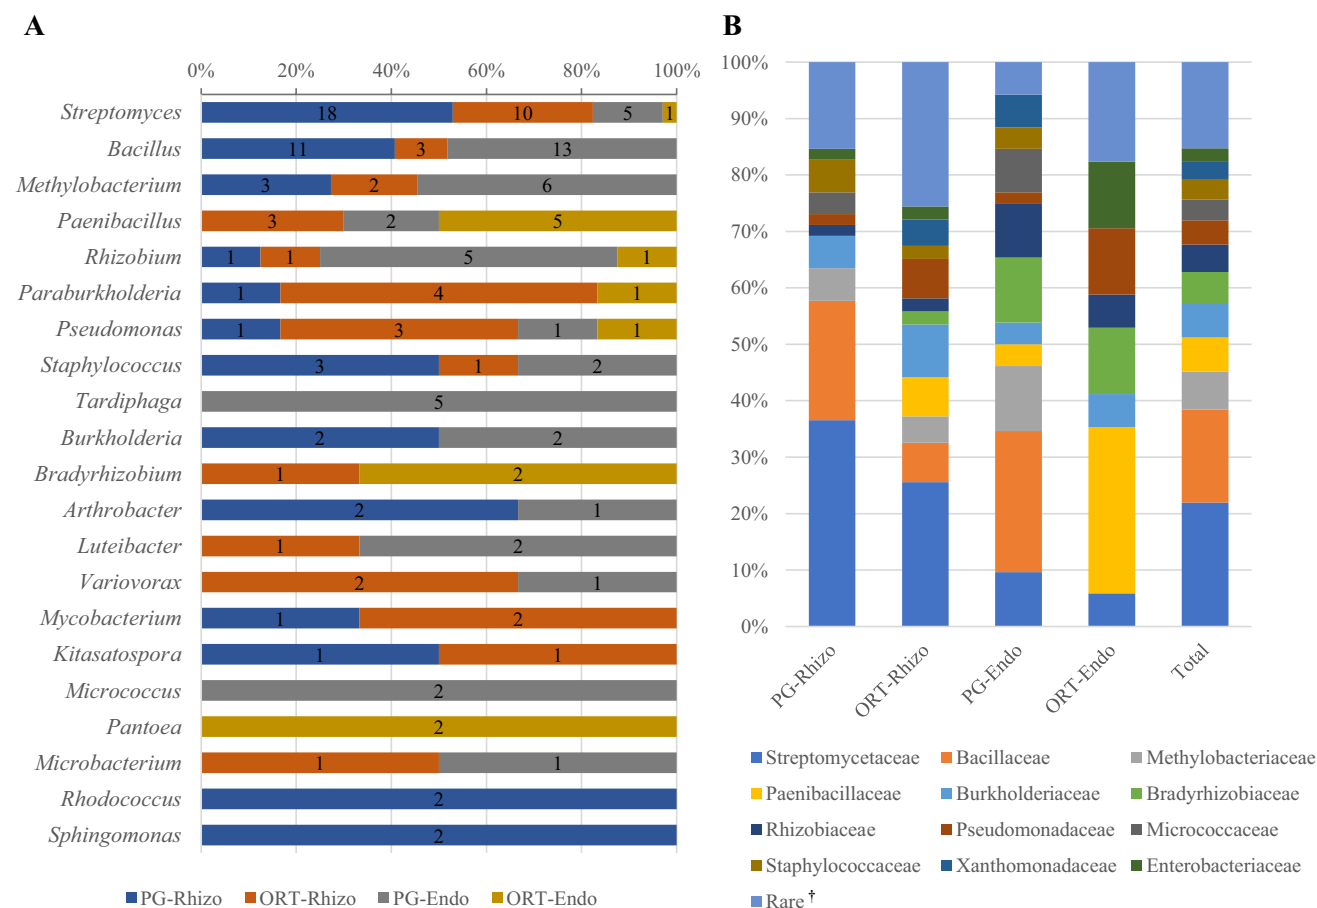 A
0% 20% 40% 60% 80% 100%
Streptomyces 18 10 5 1
Bacillus 11 3 13
Methylobacterium 3 2 6
Paenibacillus 3 2 5
Rhizobium 1 1 5 1
Paraburkholderia 1 4 1
Pseudomonas 1 3 1 1
Staphylococcus 3 1 2
Tardiphaga 5
Burkholderia 2 2
Bradyrhizobium 1 2
Arthrobacter 2 1
Luteibacter 1 2
Variovorax 2 1
Mycobacterium 1 2
Kitasatospora 1 1
Micrococcus 2
Pantoea 2
Microbacterium 1 1
Rhodococcus 2
Sphingomonas 2
PG-Rhizo ORT-Rhizo PG-Endo ORT-Endo
B
100%
90%
80%
70%
60%
50%
40%
30%
20%
10%
0%
PG-Rhizo ORT-Rhizo PG-Endo ORT-Endo Total
Streptomycetaceae Bacillaceae Methylobacteriaceae
Paenibacillaceae Burkholderiaceae Bradyrhizobiaceae
Rhizobiaceae Pseudomonadaceae Micrococcaceae
Staphylococcaceae Xanthomonadaceae Enterobacteriaceae
Rare †